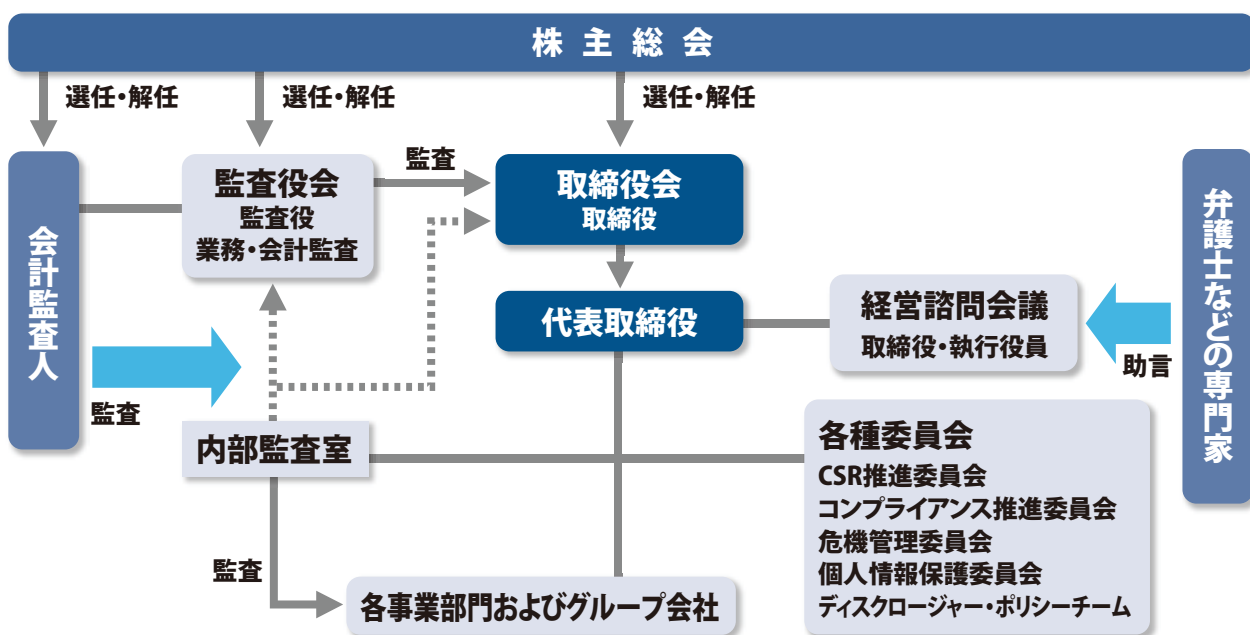 株主総会
選任・解任
選任・解任
選任・解任
会計監査人
監査役会
監査役
業務・会計監査
監査
取締役会
取締役
代表取締役
経営諮問会議
取締役・執行役員
助言
弁護士などの専門家
監査
内部監査室
監査
各事業部門およびグループ会社
各種委員会
CSR推進委員会
コンプライアンス推進委員会
危機管理委員会
個人情報保護委員会
ディスクロージャー・ポリシーチーム